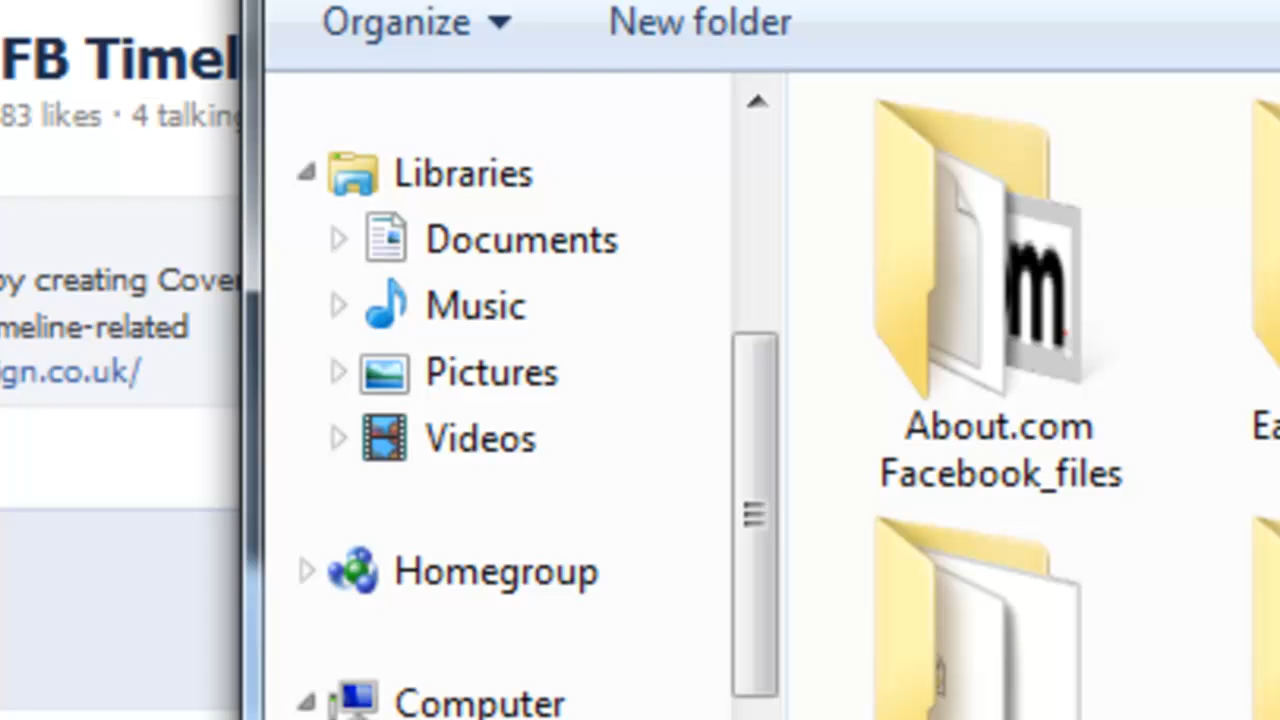 Organize
New folder
FB Timel
83 likes · 4 talking
by creating Cover
meline-related
ign.co.uk/
Libraries
Documents
Music
Pictures
Videos
Homegroup
Computer
m
About.com
Facebook_files
Ea